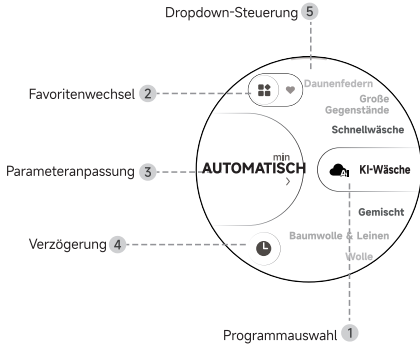 Dropdown-Steuerung 5
Daunenfedern
Favoritenwechsel 2
Große
Gegenstände
Schnellwäsche
min
Parameteranpassung 3
AUTOMATISCH
AI
KI-Wäsche
Gemischt
Baumwolle & Leinen
Verzögerung 4
Wolle
Programmauswahl 1